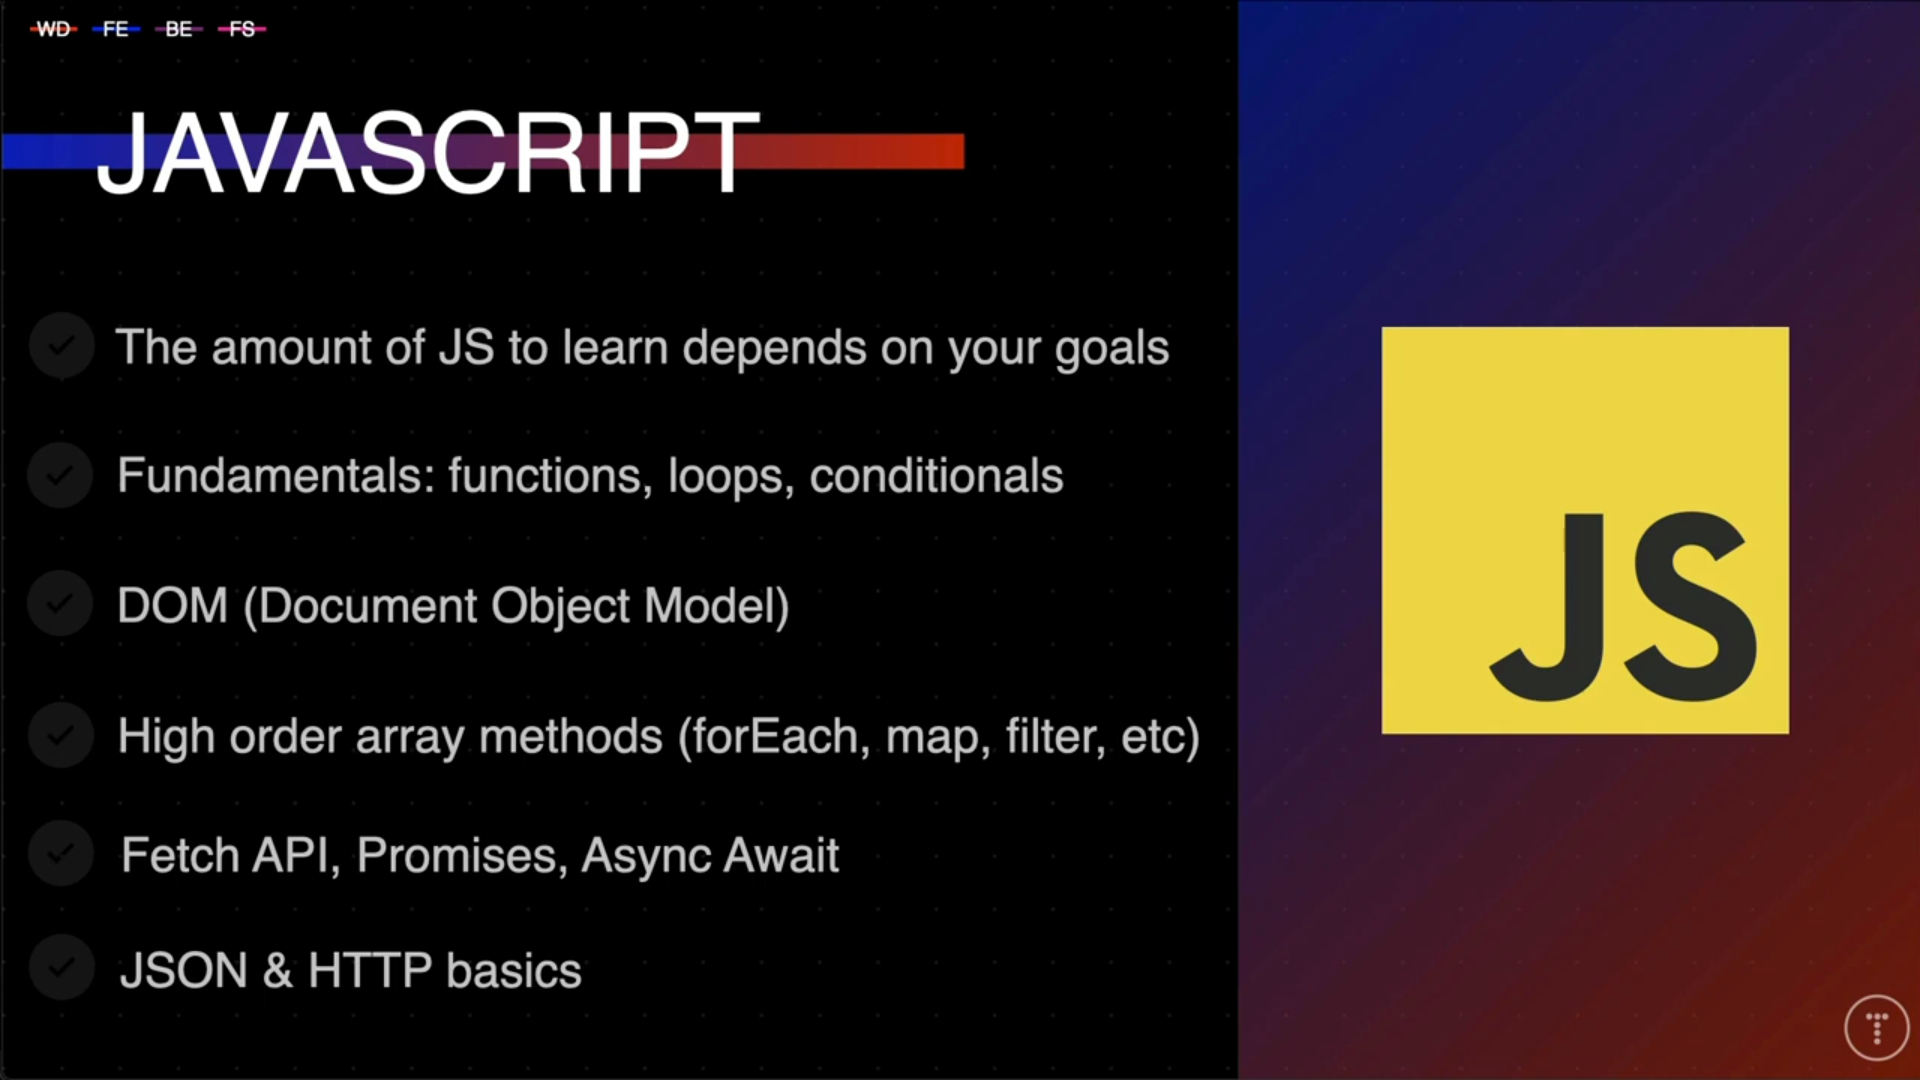 WD FE BE FS
JAVASCRIPT
The amount of JS to learn depends on your goals
Fundamentals: functions, loops, conditionals
DOM (Document Object Model)
High order array methods (forEach, map, filter, etc)
Fetch API, Promises, Async Await
JSON & HTTP basics
JS
T